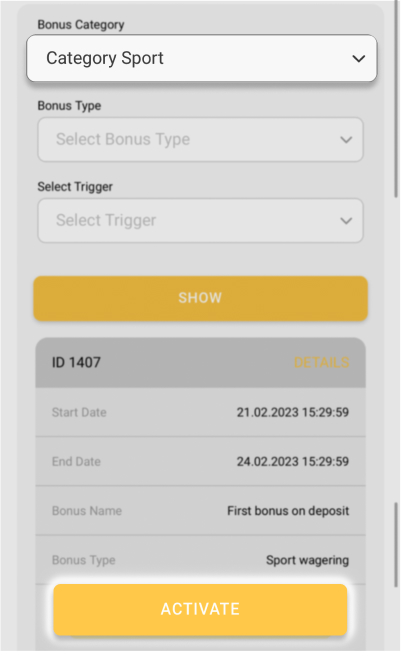 Bonus Category
Category Sport
Bonus Type
Select Bonus Type
Select Trigger
Select Trigger
SHOW
ID 1407 DETAILS
Start Date 21.02.2023 15:29:59
End Date 24.02.2023 15:29:59
Bonus Name First bonus on deposit
Bonus Type Sport wagering
ACTIVATE